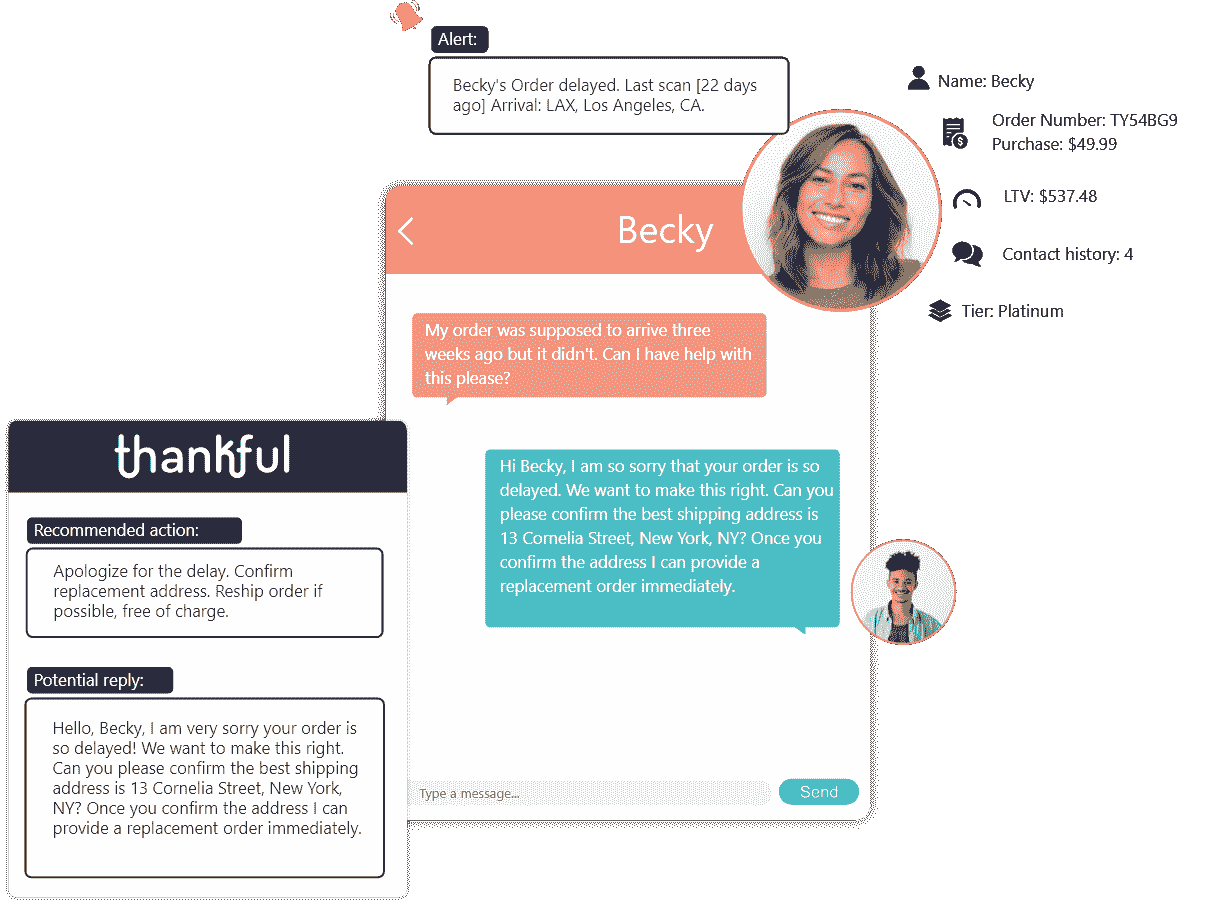 Alert:
Becky's Order delayed. Last scan [22 days
ago] Arrival: LAX, Los Angeles, CA.
Name: Becky
Order Number: TY54BG9
Purchase: $49.99
LTV: $537.48
Contact history: 4
Tier: Platinum
Becky
My order was supposed to arrive three
weeks ago but it didn't. Can I have help with
this please?
Hi Becky, I am so sorry that your order is so
delayed. We want to make this right. Can you
please confirm the best shipping address is
13 Cornelia Street, New York, NY? Once you
confirm the address I can provide a
replacement order immediately.
Type a message...
Send
thankful
Recommended action:
Apologize for the delay. Confirm
replacement address. Reship order if
possible, free of charge.
Potential reply:
Hello, Becky, I am very sorry your order is
so delayed! We want to make this right.
Can you please confirm the best shipping
address is 13 Cornelia Street, New York,
NY? Once you confirm the address I can
provide a replacement order immediately.